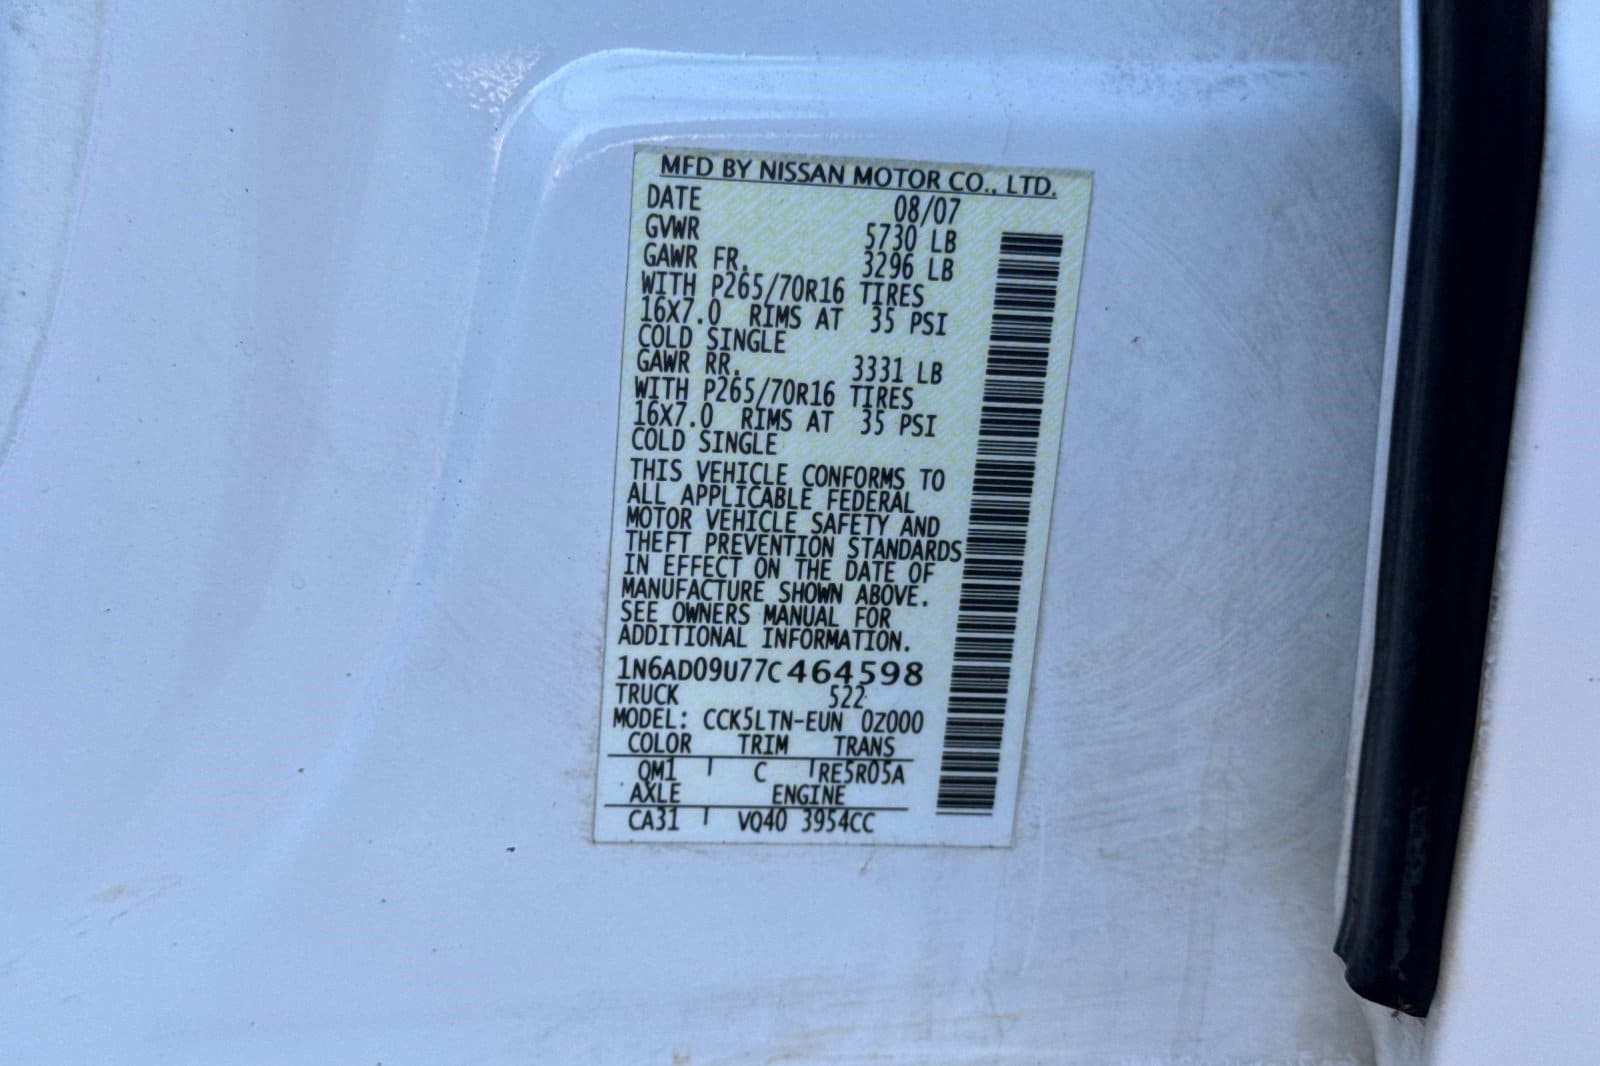 MFD BY NISSAN MOTOR CO., LTD.
DATE 08/07
GVWR 5730 LB
GAWR FR. 3296 LB
WITH P265/70R16 TIRES
16X7.0 RIMS AT 35 PSI
COLD SINGLE
GAWR RR. 3331 LB
WITH P265/70R16 TIRES
16X7.0 RIMS AT 35 PSI
COLD SINGLE
THIS VEHICLE CONFORMS TO
ALL APPLICABLE FEDERAL
MOTOR VEHICLE SAFETY AND
THEFT PREVENTION STANDARDS
IN EFFECT ON THE DATE OF
MANUFACTURE SHOWN ABOVE.
SEE OWNERS MANUAL FOR
ADDITIONAL INFORMATION.
1N6AD09U77C464598
TRUCK 522
MODEL: CCK5LTN-EUN 0Z000
COLOR TRIM TRANS
QM1 C RE5R05A
AXLE ENGINE
CA31 VQ40 3954CC